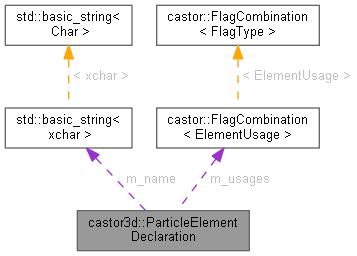 std::basic_string<
Char >
castor::FlagCombination
< FlagType >
< xchar >
< ElementUsage >
std::basic_string<
xchar >
castor::FlagCombination
< ElementUsage >
m_name
m_usages
castor3d::ParticleElement
Declaration